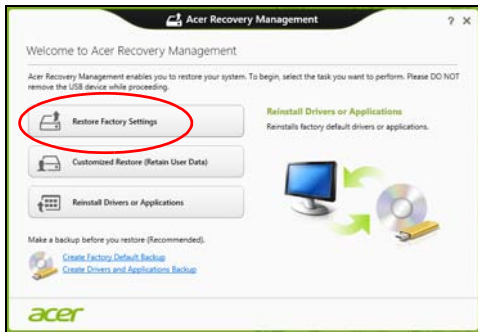 Acer Recovery Management
? ×
Welcome to Acer Recovery Management
Acer Recovery Management enables you to restore your system. To begin, select the task you want to perform. Please DO NOT
remove the USB device while proceeding.
Restore Factory Settings
Customized Restore (Retain User Data)
Reinstall Drivers or Applications
Reinstall Drivers or Applications
Reinstalls factory default drivers or applications.
Make a backup before you restore (Recommended).
Create Factory Default Backup
Create Drivers and Applications Backup
acer